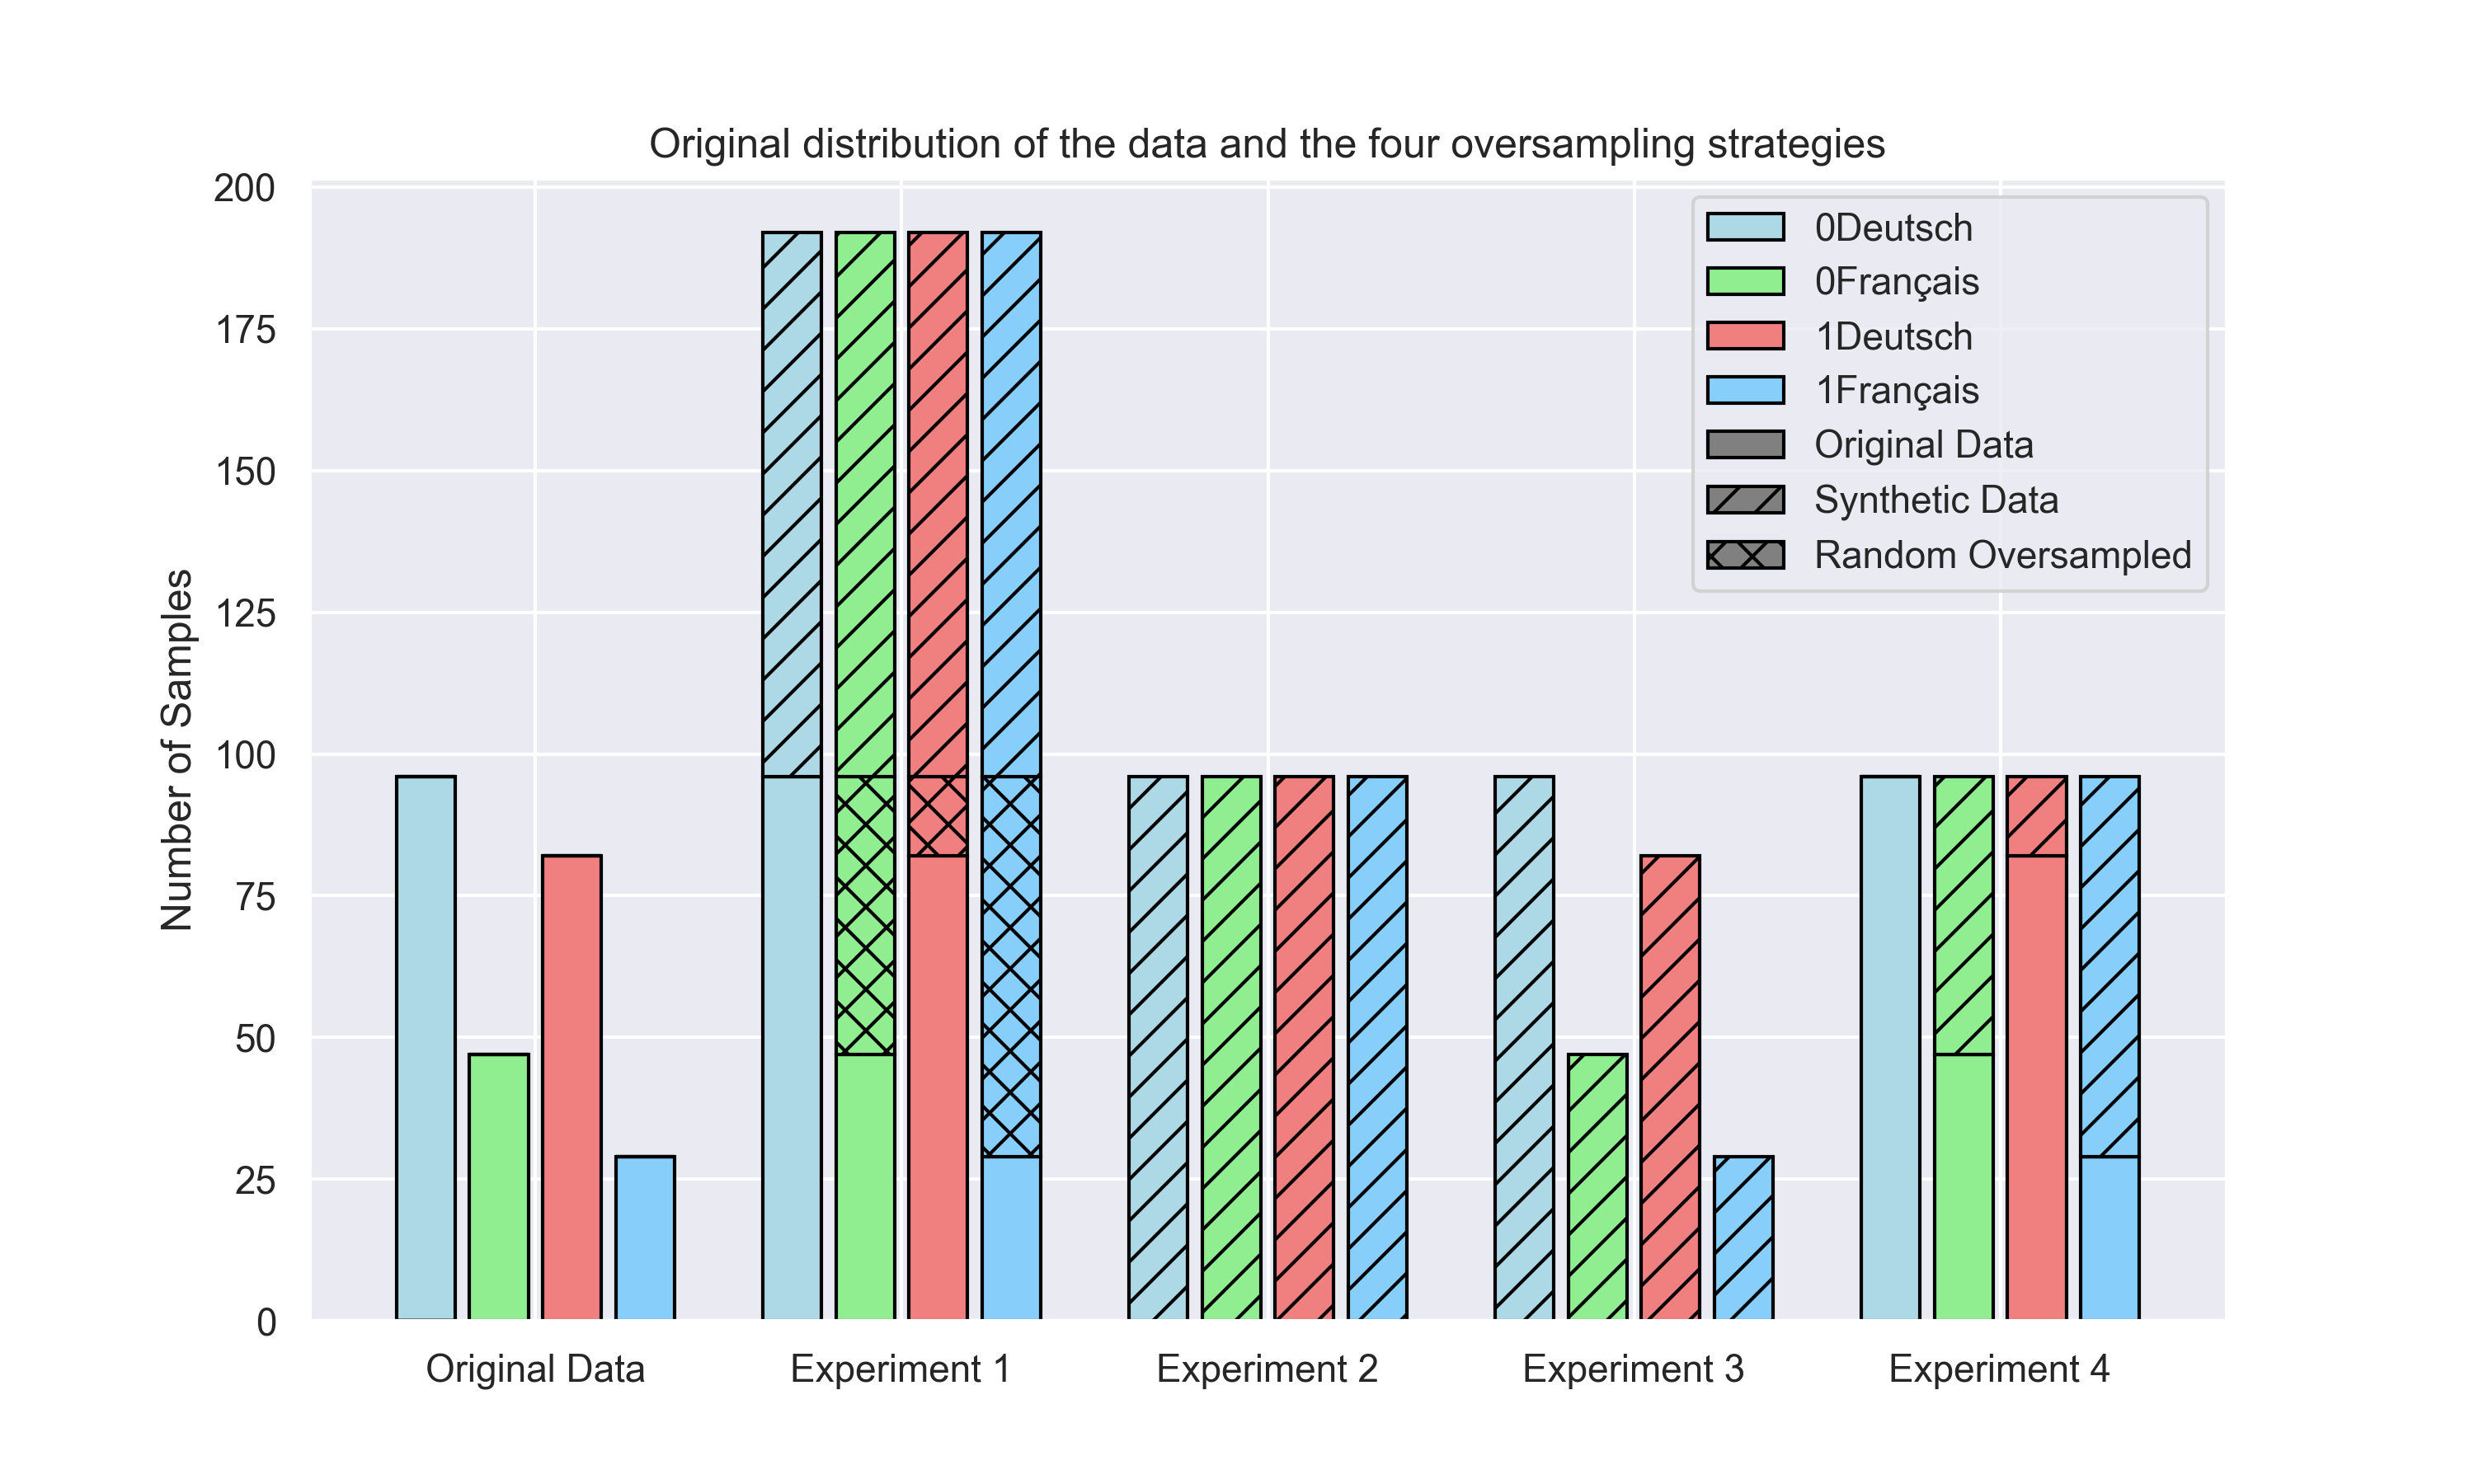 Original distribution of the data and the four oversampling strategies
200
175
150
125
100
75
50
25
0
Number of Samples
0Deutsch
0Français
1Deutsch
1Français
Original Data
Synthetic Data
Random Oversampled
Original Data
Experiment 1
Experiment 2
Experiment 3
Experiment 4